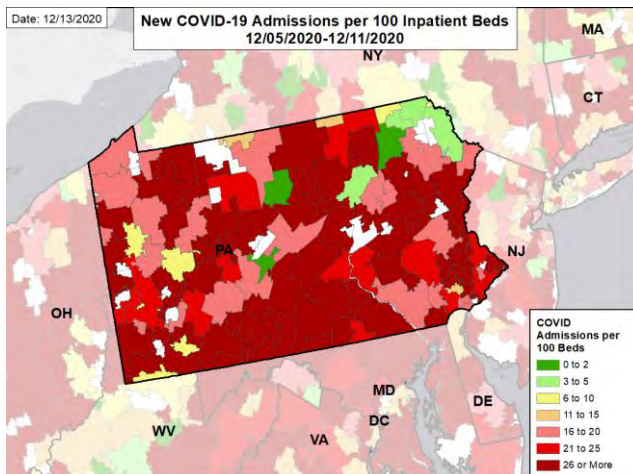 Date: 12/13/2020
New COVID-19 Admissions per 100 Inpatient Beds
12/05/2020-12/11/2020
MA
NY
CT
PA
NJ
OH
COVID
Admissions per
100 Beds
0 to 2
3 to 5
6 to 10
11 to 15
16 to 20
21 to 25
26 or More
MD
DE
DC
WV
VA